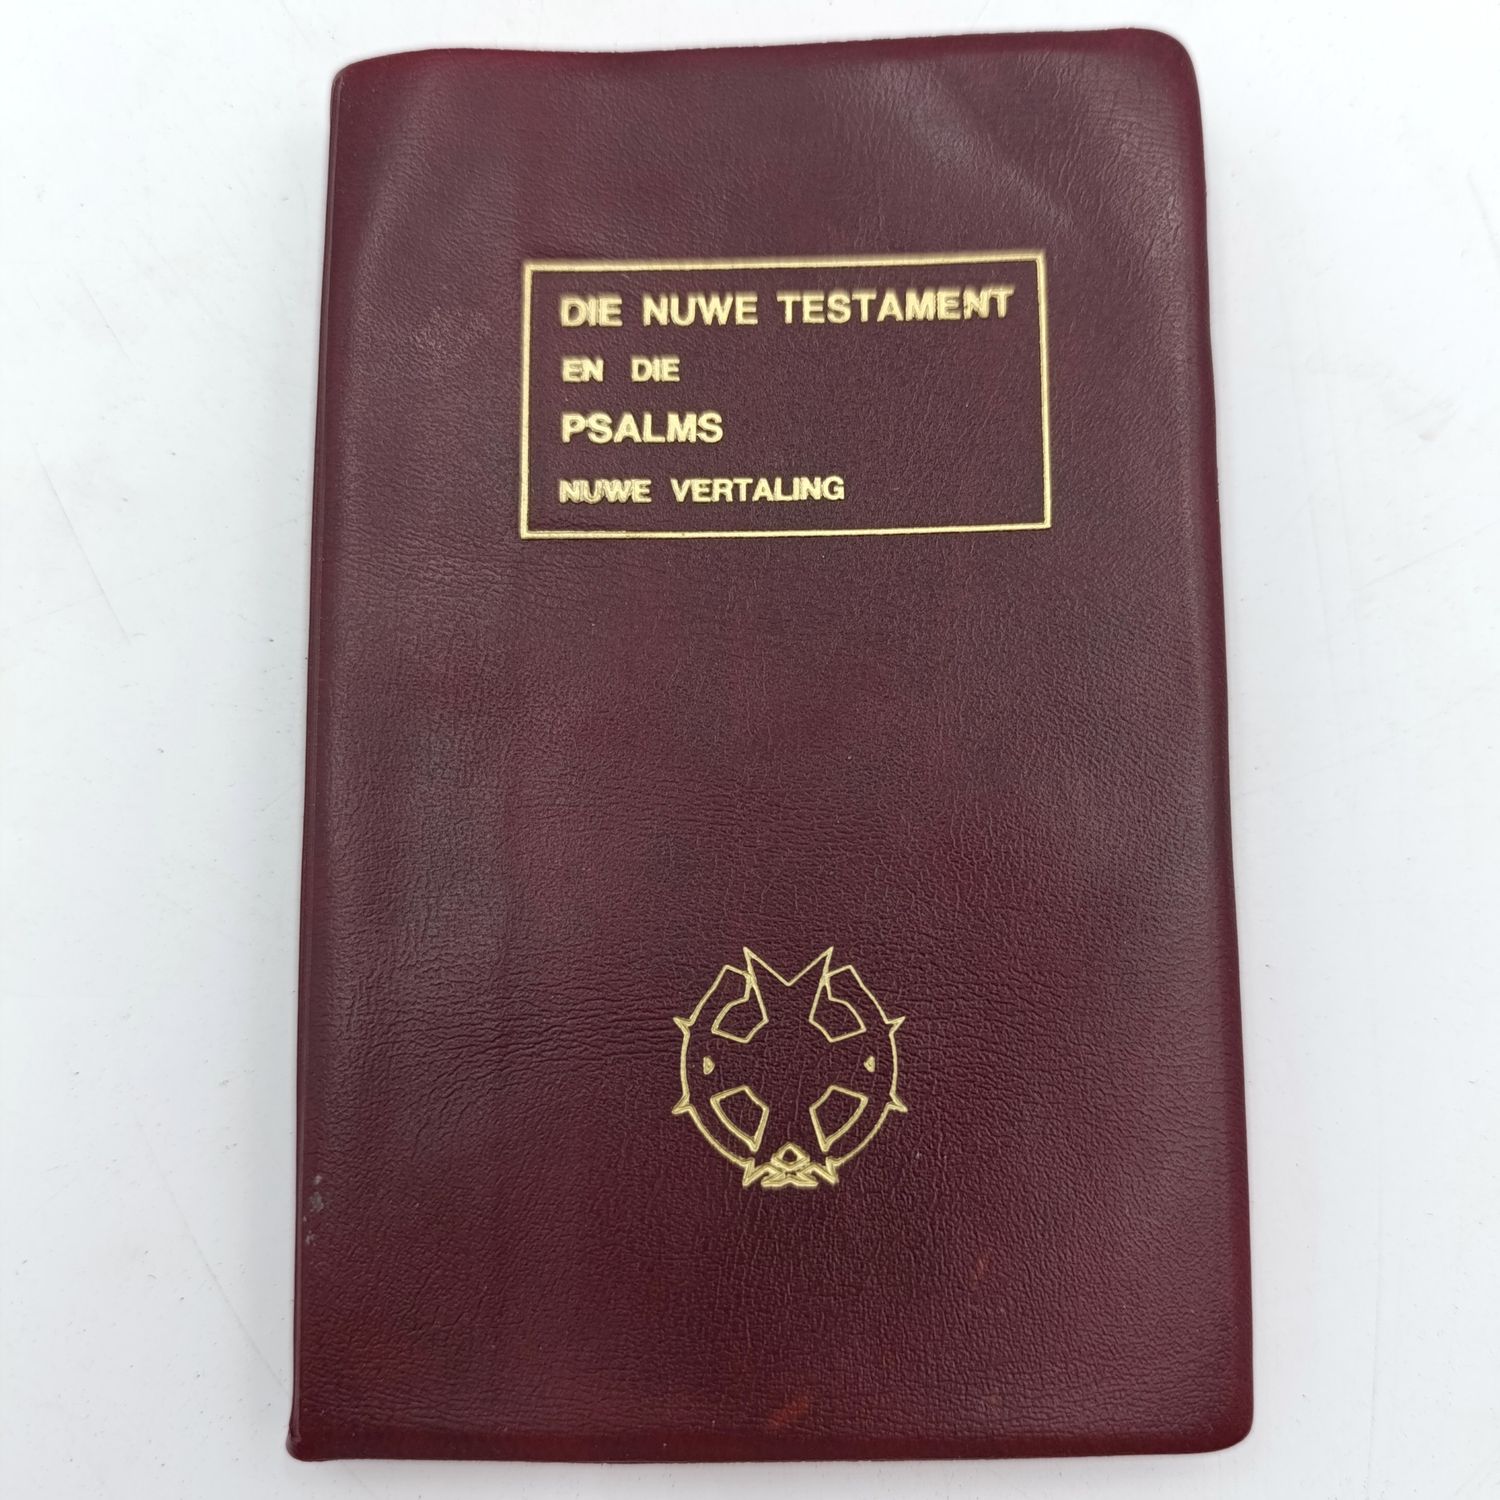 DIE NUWE TESTAMENT
EN DIE
PSALMS
NUWE VERTALING